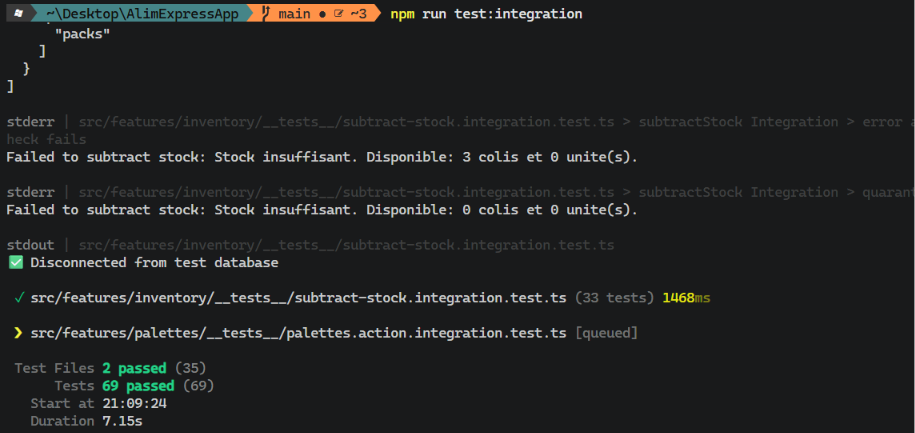 ~\Desktop\AlimExpressApp main ● ~3 npm run test:integration
"packs"
]
}
]
stderr | src/features/inventory/__tests__/subtract-stock.integration.test.ts > subtractStock Integration > error a
heck fails
Failed to subtract stock: Stock insuffisant. Disponible: 3 colis et 0 unite(s).
stderr | src/features/inventory/__tests__/subtract-stock.integration.test.ts > subtractStock Integration > quarant
Failed to subtract stock: Stock insuffisant. Disponible: 0 colis et 0 unite(s).
stdout | src/features/inventory/__tests__/subtract-stock.integration.test.ts
✅ Disconnected from test database
✓ src/features/inventory/__tests__/subtract-stock.integration.test.ts (33 tests) 1468ms
❯ src/features/palettes/__tests__/palettes.action.integration.test.ts [queued]
Test Files 2 passed (35)
Tests 69 passed (69)
Start at 21:09:24
Duration 7.15s